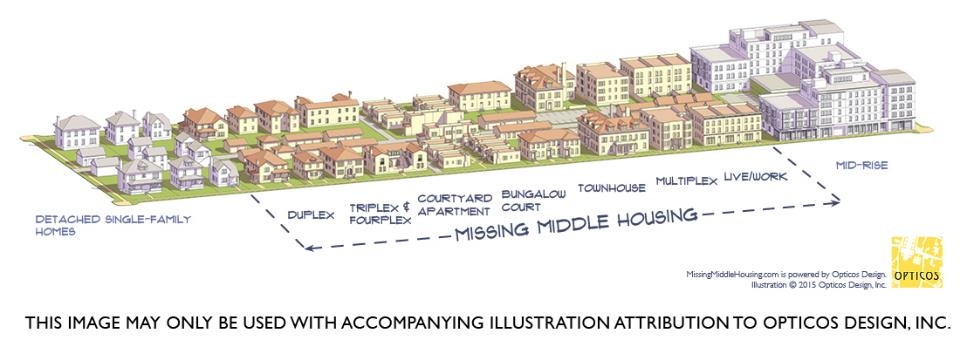 DETACHED SINGLE-FAMILY
HOMES
DUPLEX
TRIPLEX &
FOURPLEX
COURTYARD
APARTMENT
BUNGALOW
COURT
TOWNHOUSE
MULTIPLEX
LIVE/WORK
MID-RISE
MISSING MIDDLE HOUSING
MissingMiddleHousing.com is powered by Opticos Design.
Illustration © 2015 Opticos Design, Inc.
OPTICOS
THIS IMAGE MAY ONLY BE USED WITH ACCOMPANYING ILLUSTRATION ATTRIBUTION TO OPTICOS DESIGN, INC.